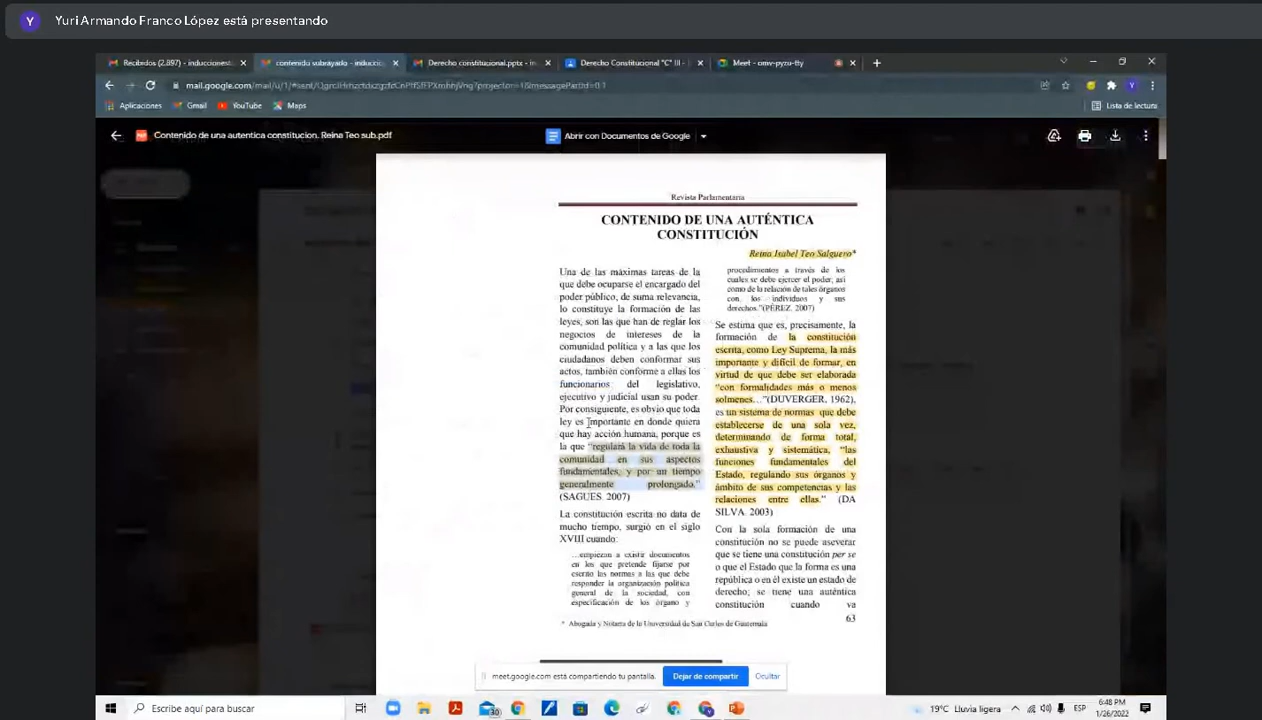 Y Yuri Armando Franco López está presentando
Recibidos (2,897) - induccionest
contenido subrayado - inducció
Derecho constitucional.pptx - in
Derecho Constitucional "C" III -
Meet - omv-pyzu-tty
mail.google.com/mail/u/1/
Aplicaciones
Gmail
YouTube
Maps
Lista de lectura
Contenido de una autentica constitucion. Reina Teo sub.pdf
Abrir con Documentos de Google
Revista Parlamentaria
CONTENIDO DE UNA AUTÉNTICA
CONSTITUCIÓN
Reina Isabel Teo Salguero*
Una de las máximas tareas de la
que debe ocuparse el encargado del
poder público, de suma relevancia,
lo constituye la formación de las
leyes, son las que han de reglar los
negocios de intereses de la
comunidad política y a las que los
ciudadanos deben conformar sus
actos, también conforme a ellas los
funcionarios del legislativo,
ejecutivo y judicial usan su poder.
Por consiguiente, es obvio que toda
ley es importante en donde quiera
que hay acción humana, porque es
la que "regulará la vida de toda la
comunidad en sus aspectos
fundamentales, y por un tiempo
generalmente prolongado."
(SAGUES. 2007)
La constitución escrita no data de
mucho tiempo, surgió en el siglo
XVIII cuando:
...empiezan a existir documentos
en los que pretende fijarse por
escrito las normas a las que debe
responder la organización política
general de la sociedad, con
especificación de los órgano y
procedimientos a través de los
cuales se debe ejercer el poder, así
como de la relación de tales órganos
con los individuos y sus
derechos."(PÉREZ. 2007)
Se estima que es, precisamente, la
formación de la constitución
escrita, como Ley Suprema, la más
importante y difícil de formar, en
virtud de que debe ser elaborada
"con formalidades más o menos
solmenes..."(DUVERGER, 1962),
es un sistema de normas que debe
establecerse de una sola vez,
determinando de forma total,
exhaustiva y sistemática, "las
funciones fundamentales del
Estado, regulando sus órganos y
ámbito de sus competencias y las
relaciones entre ellas." (DA
SILVA. 2003)
Con la sola formación de una
constitución no se puede aseverar
que se tiene una constitución per se
o que el Estado que la forma es una
república o en él existe un estado de
derecho; se tiene una auténtica
constitución cuando va
63
* Abogada y Notaria de la Universidad de San Carlos de Guatemala
meet.google.com está compartiendo tu pantalla.
Dejar de compartir
Ocultar
Escribe aquí para buscar
30
19°C Lluvia ligera
ESP
6:48 PM
1/26/2022